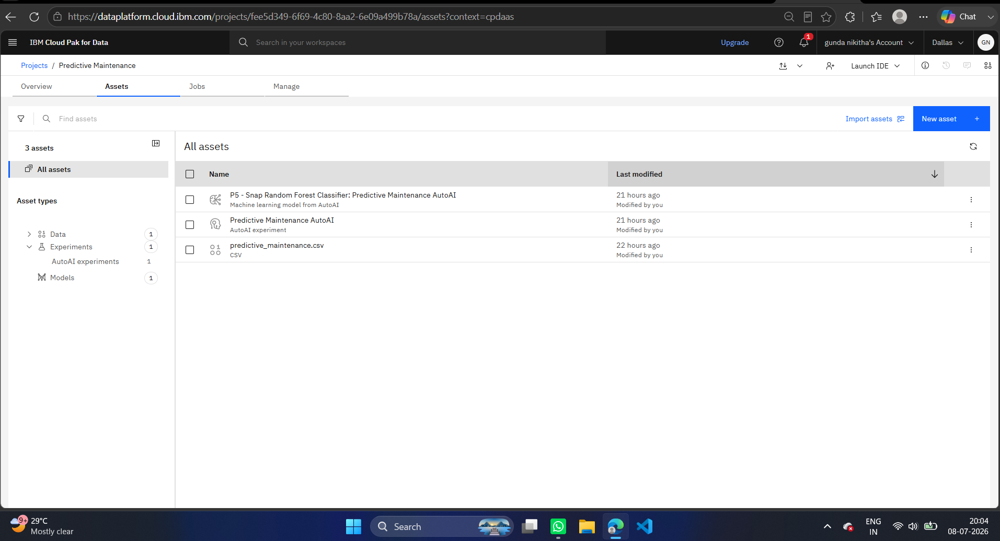 https://dataplatform.cloud.ibm.com/projects/fee5d349-6f69-4c80-8aa2-6e09a499b78a/assets?context=cpdaas
Chat
IBM Cloud Pak for Data
Search in your workspaces
Upgrade
1
gunda nikitha's Account
Dallas
GN
Projects / Predictive Maintenance
Launch IDE
Overview
Assets
Jobs
Manage
Find assets
Import assets
New asset +
3 assets
All assets
Asset types
Data 1
Experiments 1
AutoAI experiments 1
Models 1
All assets
Name
Last modified
P5 - Snap Random Forest Classifier: Predictive Maintenance AutoAI
Machine learning model from AutoAI
21 hours ago
Modified by you
Predictive Maintenance AutoAI
AutoAI experiment
21 hours ago
Modified by you
predictive_maintenance.csv
CSV
22 hours ago
Modified by you
9+
29°C
Mostly clear
Search
ENG
IN
20:04
08-07-2026